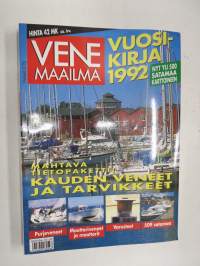 HINTA 42 MK
VENE
MAAILMA
VUOSI-
KIRJA
1992
NYT YLI 500
SATAMAA
KARTTOINEEN
MAHTAVA
TIETOPAKETTI
KAUDEN VENEET
JA TARVIKKEET
Purjeveneet
Moottoriveneet
ja moottorit
Varusteet
509 satamaa